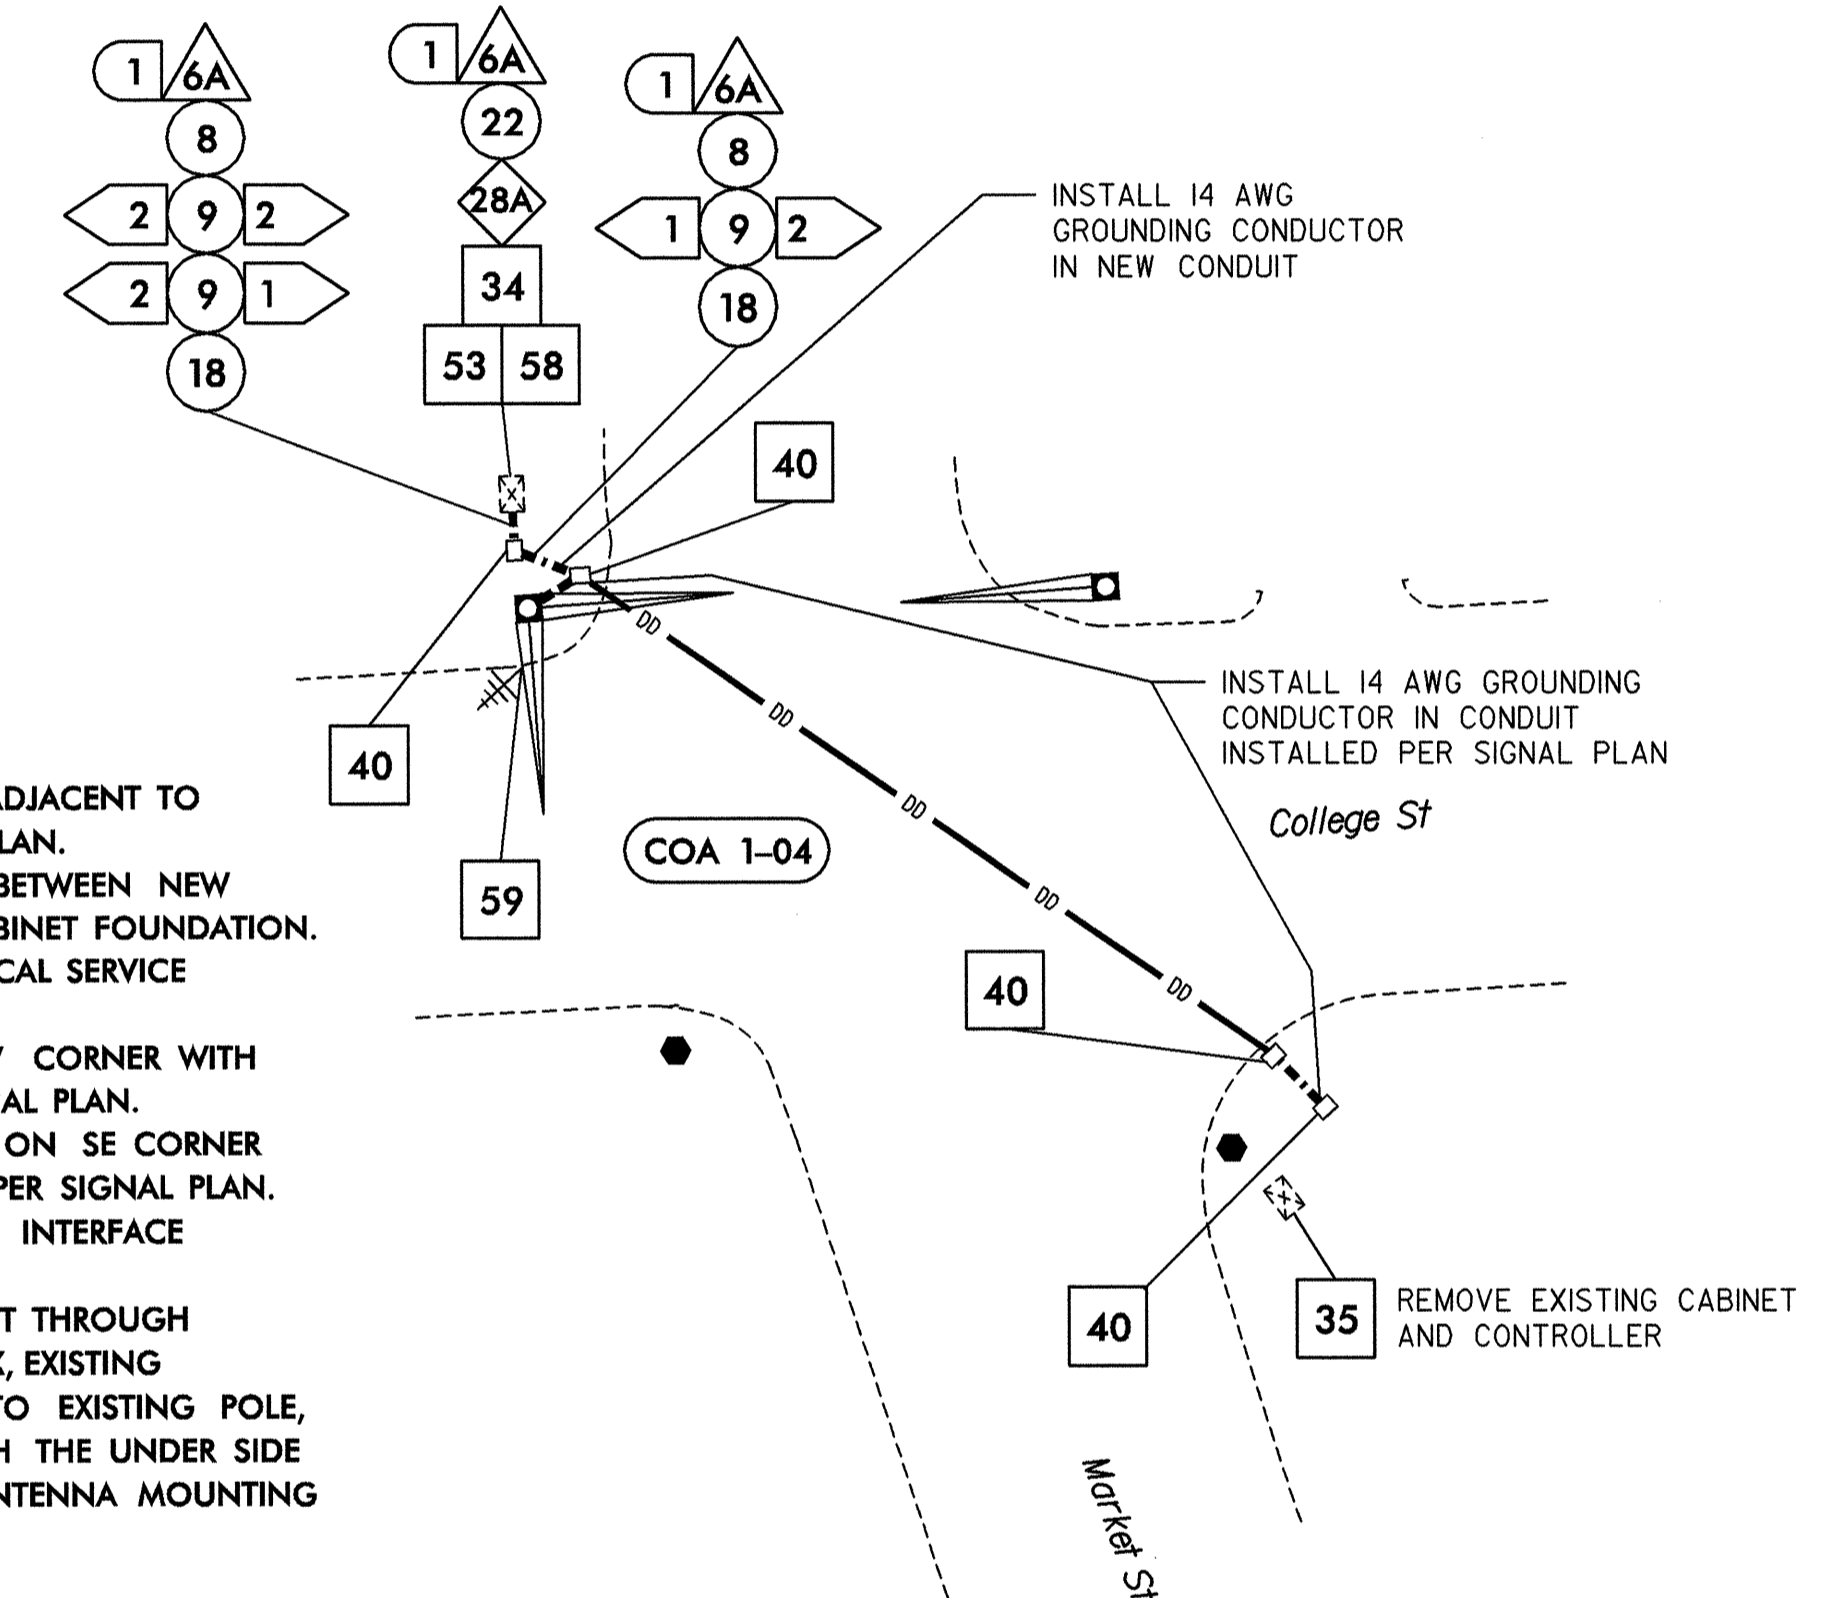 1 6A
8
2 9 2
2 9 1
18
1 6A
22
28A
34
53 58
1 6A
8
1 9 2
18
INSTALL 14 AWG
GROUNDING CONDUCTOR
IN NEW CONDUIT
40
DD
DD
DD
DD
DD
INSTALL 14 AWG GROUNDING
CONDUCTOR IN CONDUIT
INSTALLED PER SIGNAL PLAN
College St
40
59
COA 1-04
40
40
35
REMOVE EXISTING CABINET
AND CONTROLLER
Market St
ADJACENT TO
LAN.
BETWEEN NEW
BINET FOUNDATION.
CAL SERVICE
CORNER WITH
AL PLAN.
ON SE CORNER
PER SIGNAL PLAN.
INTERFACE
T THROUGH
X, EXISTING
TO EXISTING POLE,
H THE UNDER SIDE
NTENNA MOUNTING